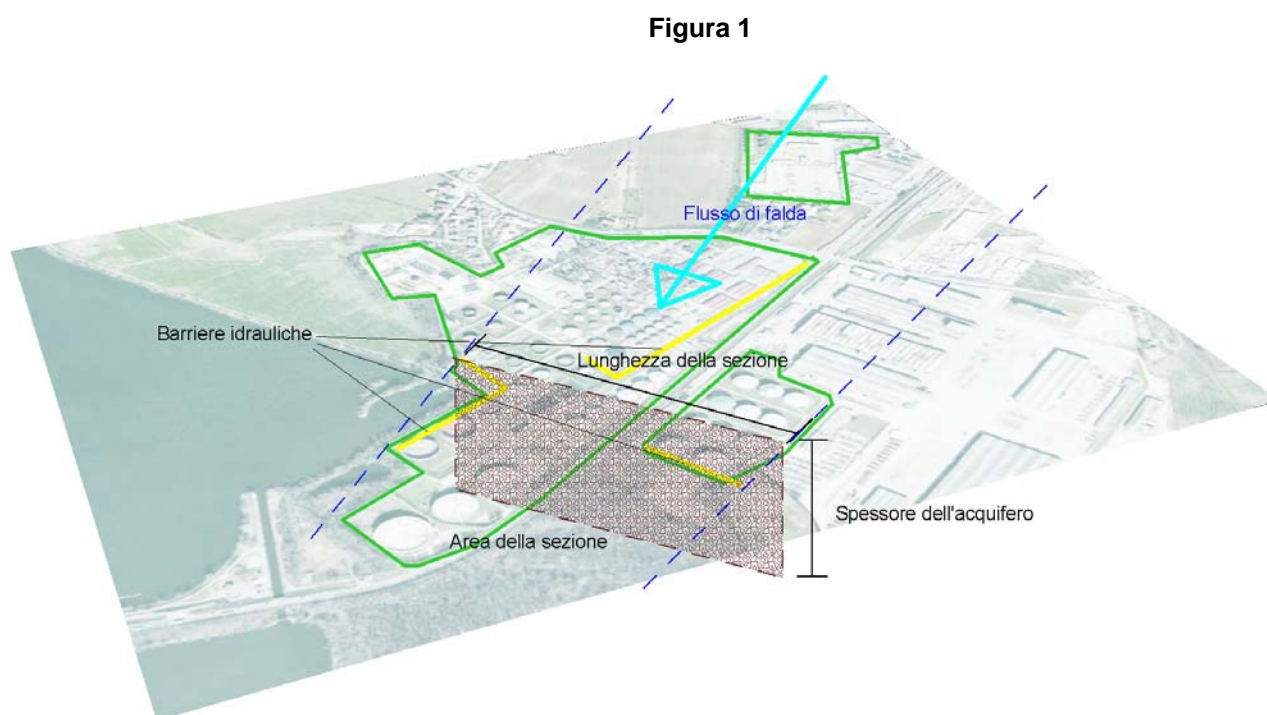 Figura 1
Flusso di falda
Barriere idrauliche
Lunghezza della sezione
Spessore dell'acquifero
Area della sezione